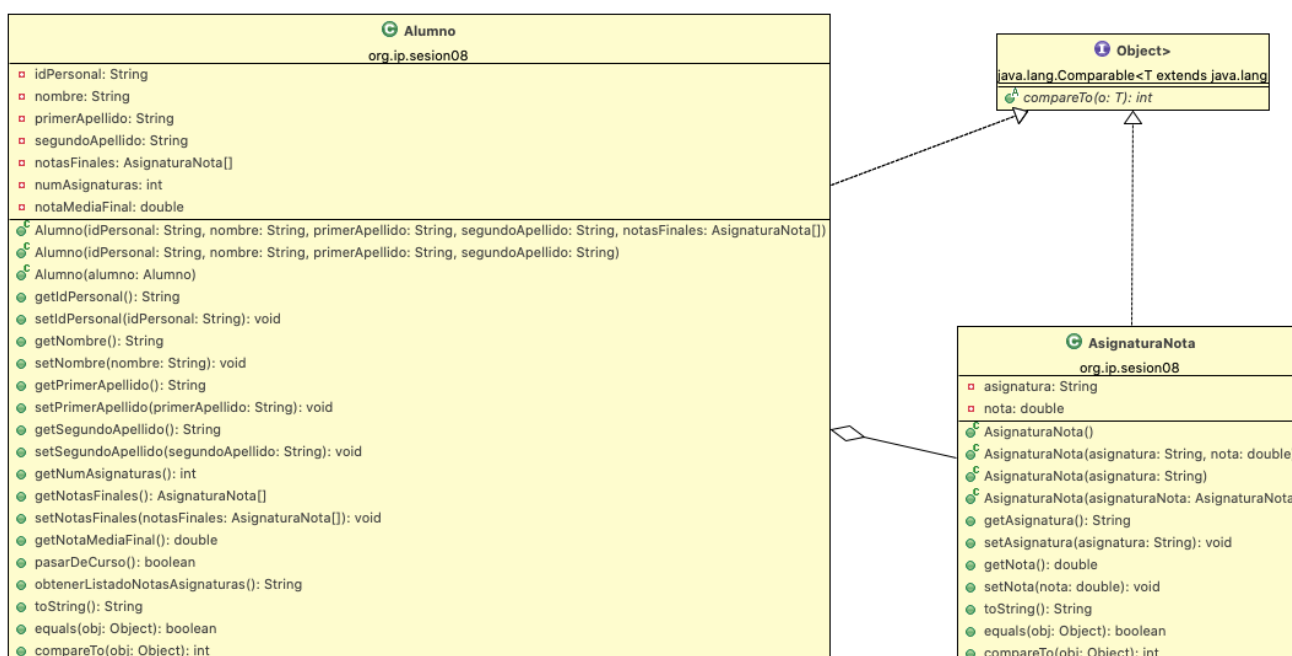 Alumno
org.ip.sesion08
idPersonal: String
nombre: String
primerApellido: String
segundoApellido: String
notasFinales: AsignaturaNota[]
numAsignaturas: int
notaMediaFinal: double
Alumno(idPersonal: String, nombre: String, primerApellido: String, segundoApellido: String, notasFinales: AsignaturaNota[])
Alumno(idPersonal: String, nombre: String, primerApellido: String, segundoApellido: String)
Alumno(alumno: Alumno)
getIdPersonal(): String
setIdPersonal(idPersonal: String): void
getNombre(): String
setNombre(nombre: String): void
getPrimerApellido(): String
setPrimerApellido(primerApellido: String): void
getSegundoApellido(): String
setSegundoApellido(segundoApellido: String): void
getNumAsignaturas(): int
getNotasFinales(): AsignaturaNota[]
setNotasFinales(notasFinales: AsignaturaNota[]): void
getNotaMediaFinal(): double
pasarDeCurso(): boolean
obtenerListadoNotasAsignaturas(): String
toString(): String
equals(obj: Object): boolean
compareTo(obj: Object): int
Object>
java.lang.Comparable<T extends java.lang
compareTo(o: T): int
AsignaturaNota
org.ip.sesion08
asignatura: String
nota: double
AsignaturaNota()
AsignaturaNota(asignatura: String, nota: double
AsignaturaNota(asignatura: String)
AsignaturaNota(asignaturaNota: AsignaturaNota
getAsignatura(): String
setAsignatura(asignatura: String): void
getNota(): double
setNota(nota: double): void
toString(): String
equals(obj: Object): boolean
compareTo(obj: Object): int